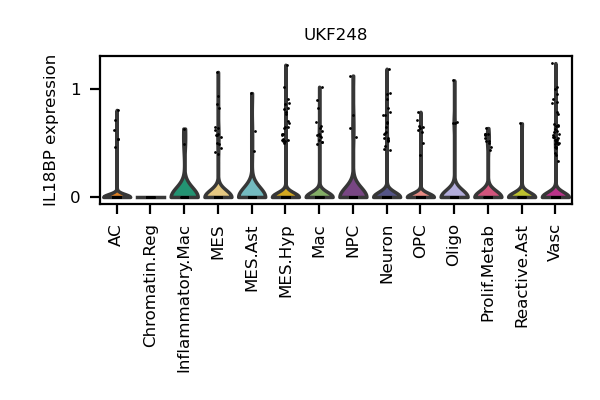 UKF248
IL18BP expression
1
0
AC
Chromatin.Reg
Inflammatory.Mac
MES
MES.Ast
MES.Hyp
Mac
NPC
Neuron
OPC
Oligo
Prolif.Metab
Reactive.Ast
Vasc